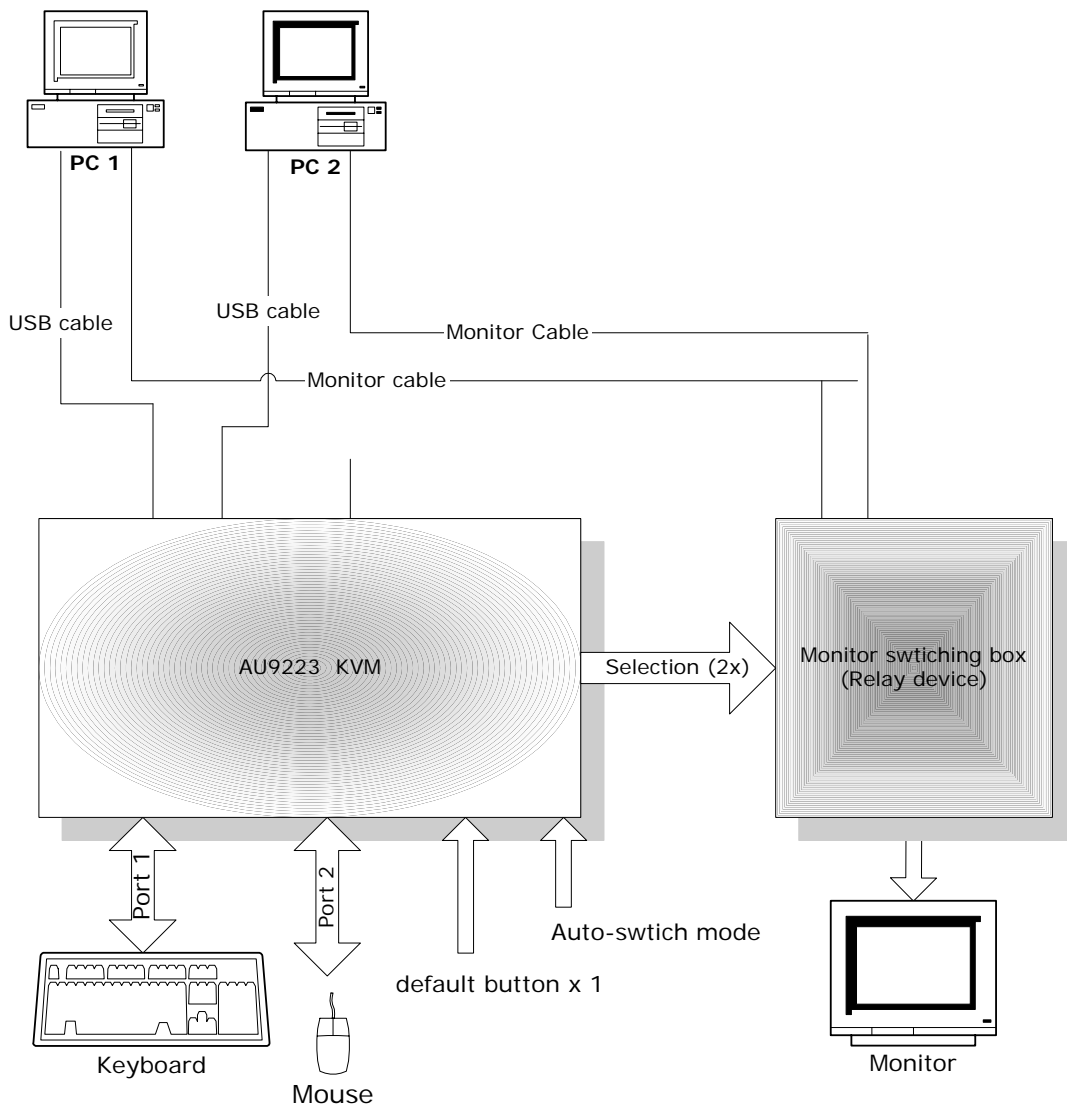 PC 1
PC 2
USB cable
USB cable
Monitor Cable
Monitor cable
AU9223 KVM
Selection (2x)
Monitor swtiching box
(Relay device)
Port 1
Port 2
Auto-swtich mode
default button x 1
Keyboard
Mouse
Monitor